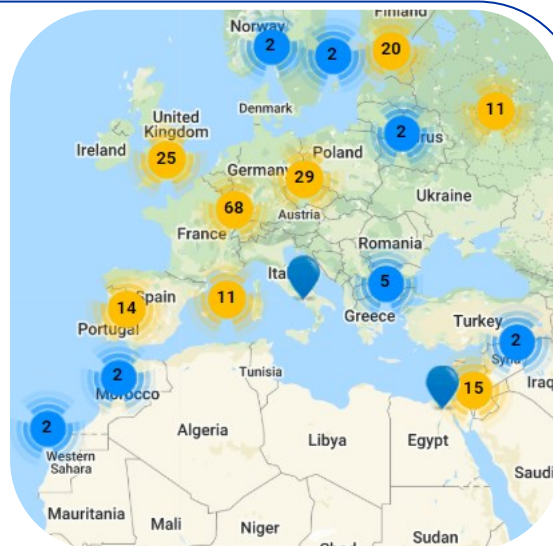 Finland
Norway
2
2
20
11
Denmark
United
Kingdom
2
rus
Ireland
25
Poland
Germany
29
Ukraine
68
Austria
France
Romania
Ita
5
11
14
Spain
Greece
Turkey
Portugal
2
Syria
Tunisia
2
Morocco
15
Iraq
2
Algeria
Libya
Egypt
Western
Sahara
Saudi
Mauritania
Mali
Niger
Sudan